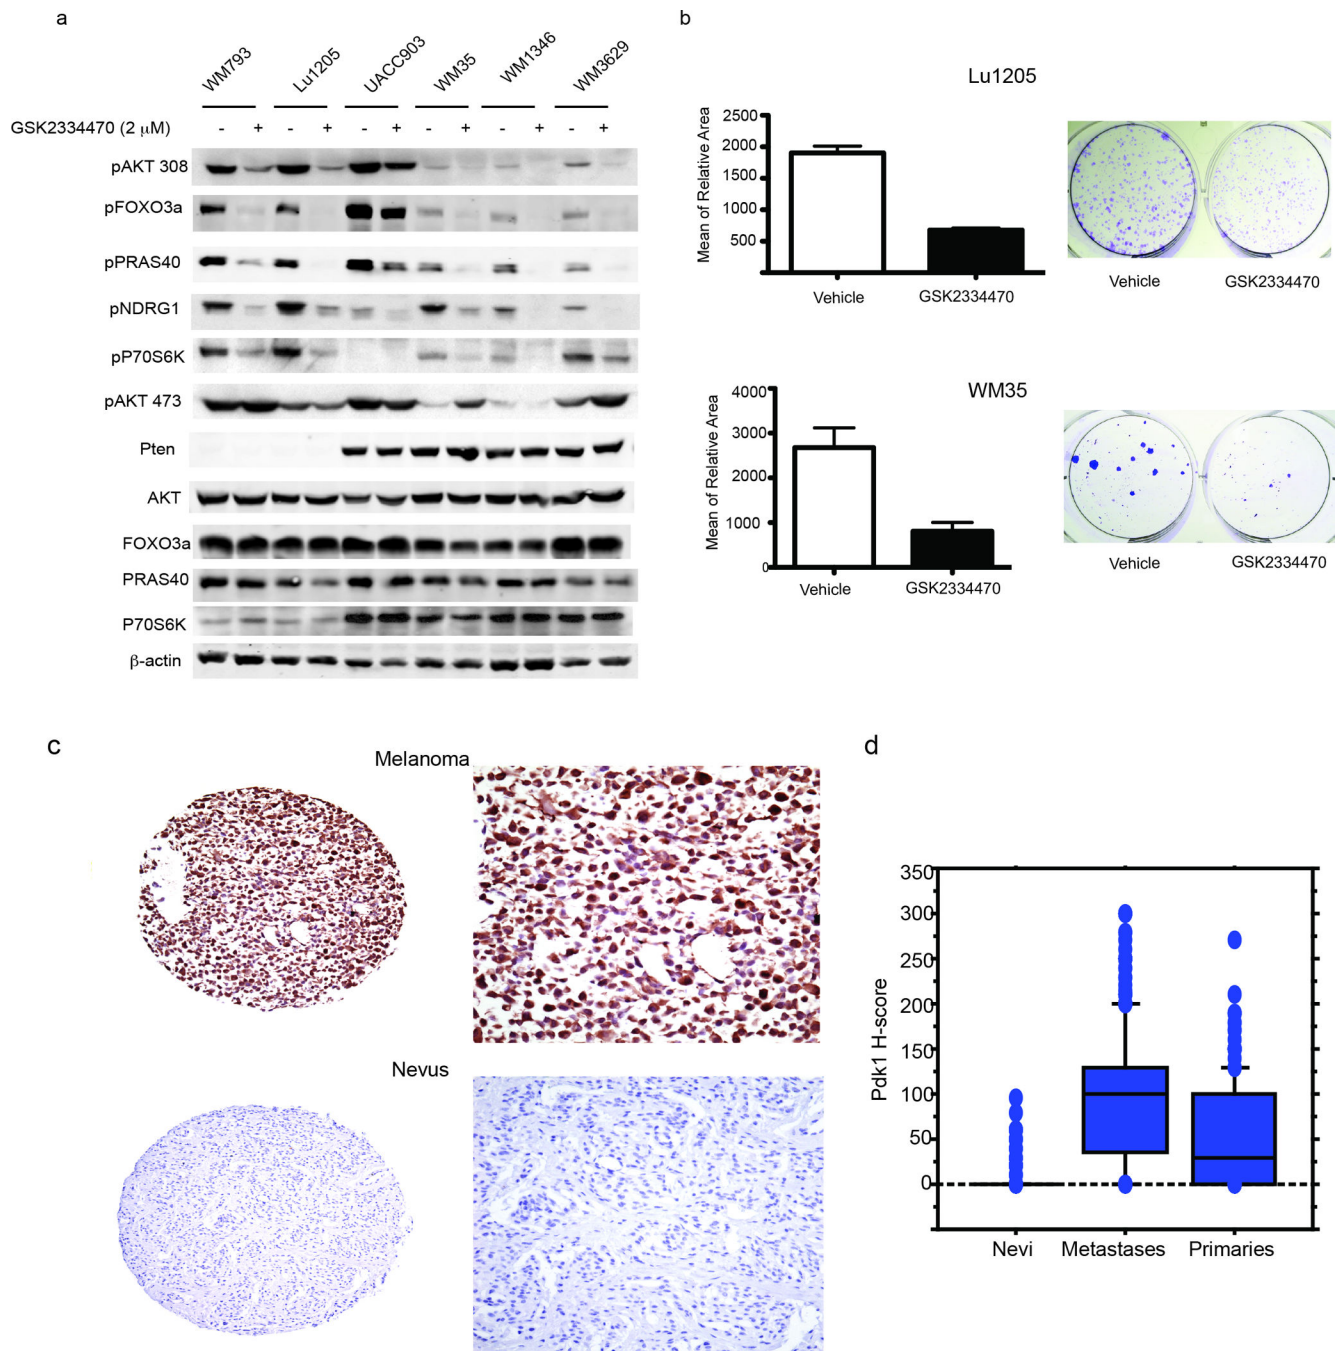 a
WM793 Lu1205 UACC903 WM35 WM1346 WM3629
GSK2334470 (2 μM) - + - + - + - + - + - +
pAKT 308
pFOXO3a
pPRAS40
pNDRG1
pP70S6K
pAKT 473
Pten
AKT
FOXO3a
PRAS40
P70S6K
β-actin
b
Lu1205
Mean of Relative Area
2500
2000
1500
1000
500
0
Vehicle GSK2334470
Vehicle GSK2334470
WM35
Mean of Relative Area
4000
3000
2000
1000
0
Vehicle GSK2334470
Vehicle GSK2334470
c
Melanoma
Nevus
d
Pdk1 H-score
350
300
250
200
150
100
50
0
Nevi Metastases Primaries